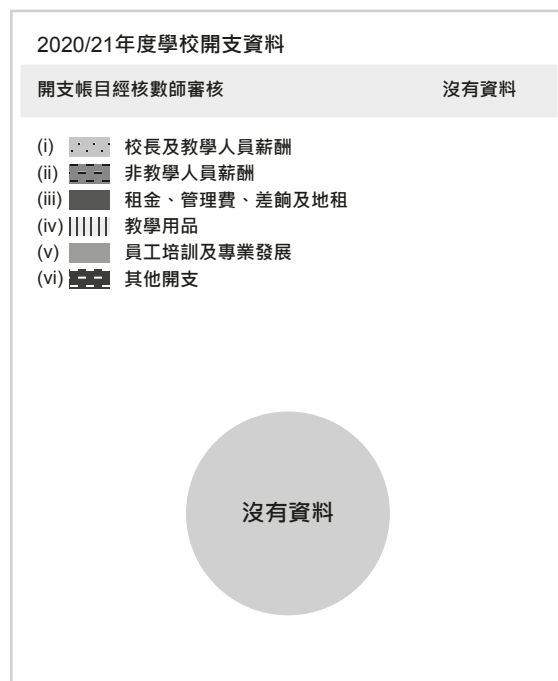 2020/21年度學校開支資料
開支帳目經核數師審核 沒有資料
(i) 校長及教學人員薪酬
(ii) 非教學人員薪酬
(iii) 租金、管理費、差餉及地租
(iv) 教學用品
(v) 員工培訓及專業發展
(vi) 其他開支
沒有資料